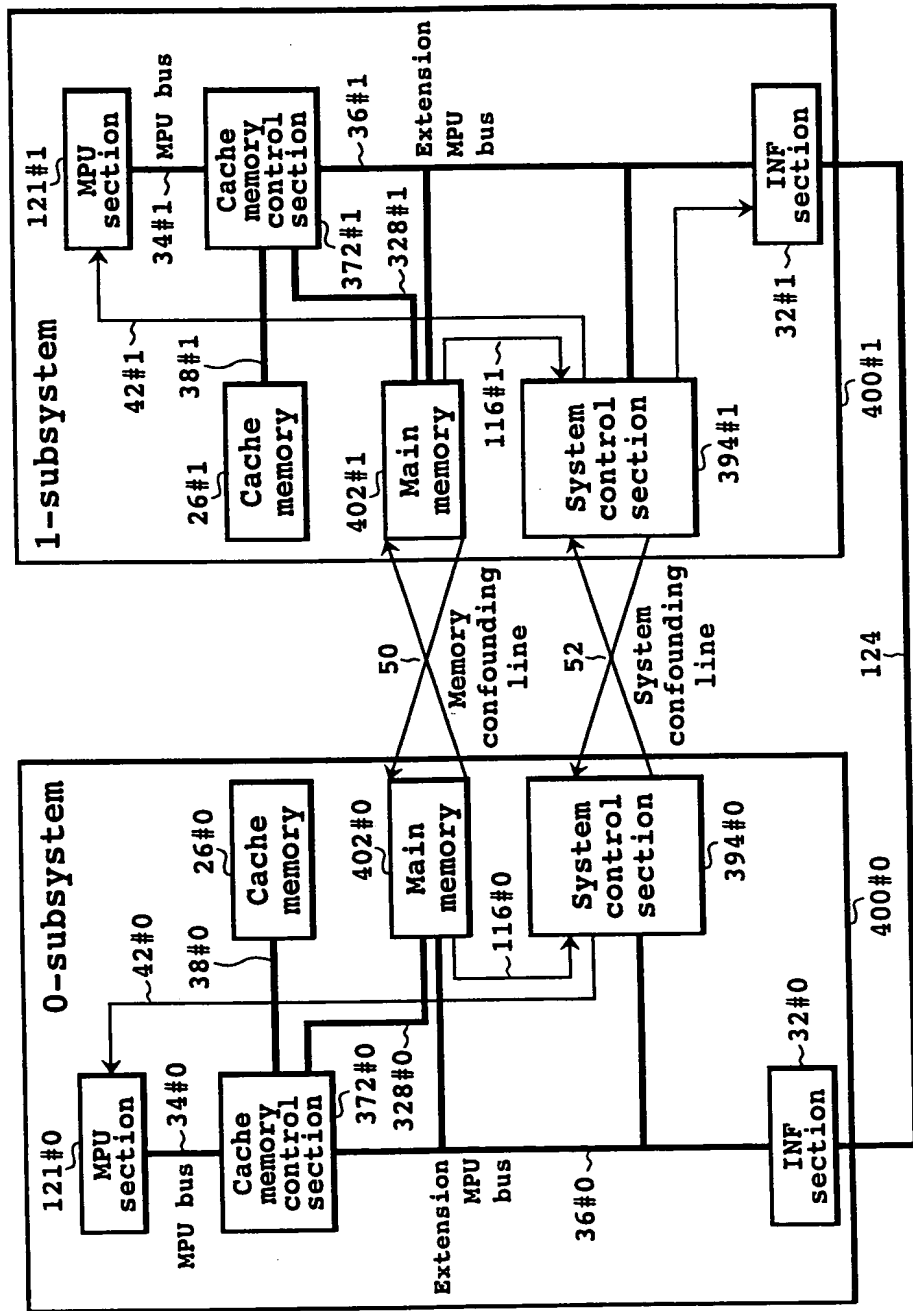 0-subsystem
121#0
MPU
section
42#0
MPU bus
34#0
38#0
26#0
Cache
memory
Cache
memory
control
section
372#0
328#0
402#0
Main
memory
Extension
MPU
bus
116#0
36#0
System
control
section
394#0
INF
section
32#0
400#0
50
Memory
confounding
line
52
System
confounding
line
124
1-subsystem
121#1
MPU
section
34#1
MPU bus
42#1
38#1
26#1
Cache
memory
Cache
memory
control
section
372#1
328#1
36#1
402#1
Main
memory
Extension
MPU
bus
116#1
System
control
section
394#1
INF
section
32#1
400#1